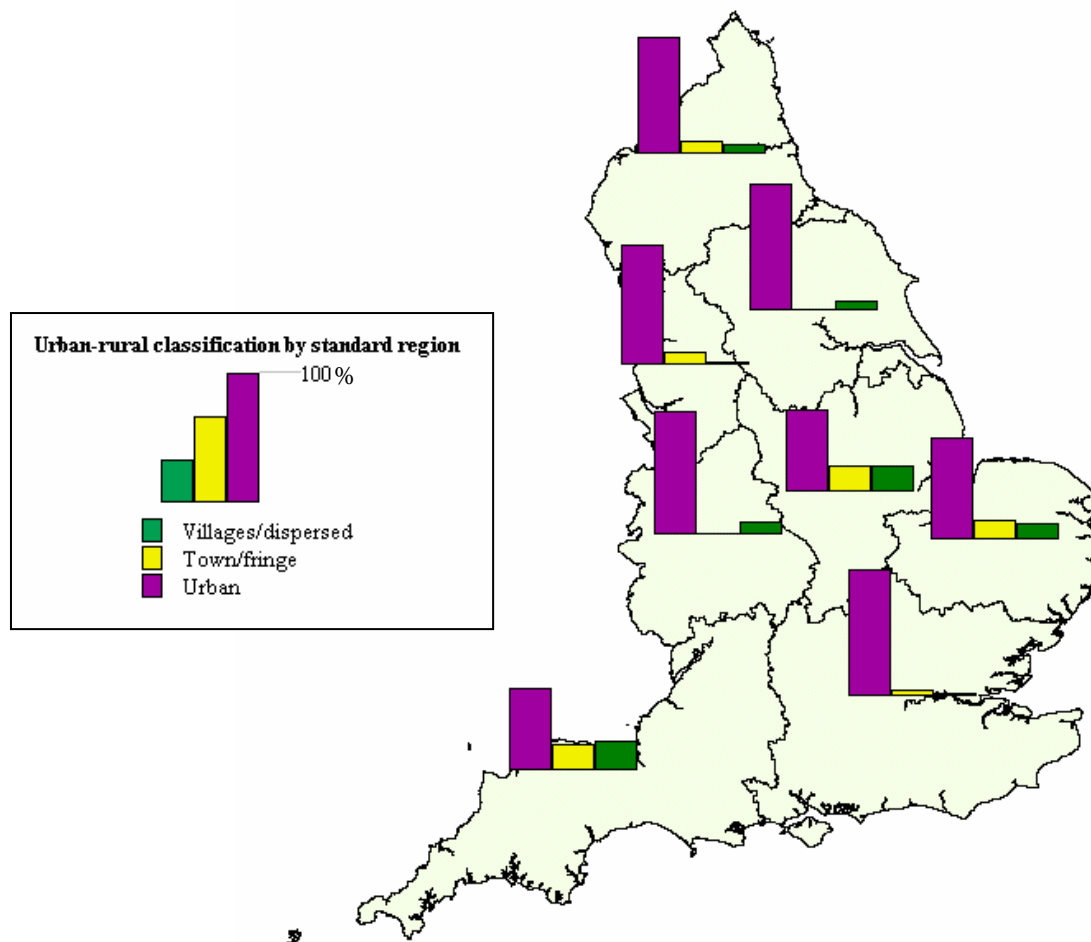 Urban-rural classification by standard region
100%
Villages/dispersed
Town/fringe
Urban